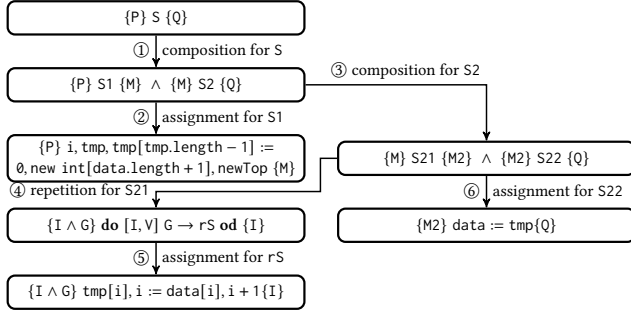 {P} S {Q}
① composition for S
{P} S1 {M} ∧ {M} S2 {Q}
③ composition for S2
② assignment for S1
{P} i, tmp, tmp[tmp.length − 1] :=
0, new int[data.length + 1], newTop {M}
{M} S21 {M2} ∧ {M2} S22 {Q}
④ repetition for S21
⑥ assignment for S22
{I ∧ G} do [I, V] G → rS od {I}
{M2} data := tmp{Q}
⑤ assignment for rS
{I ∧ G} tmp[i], i := data[i], i + 1{I}